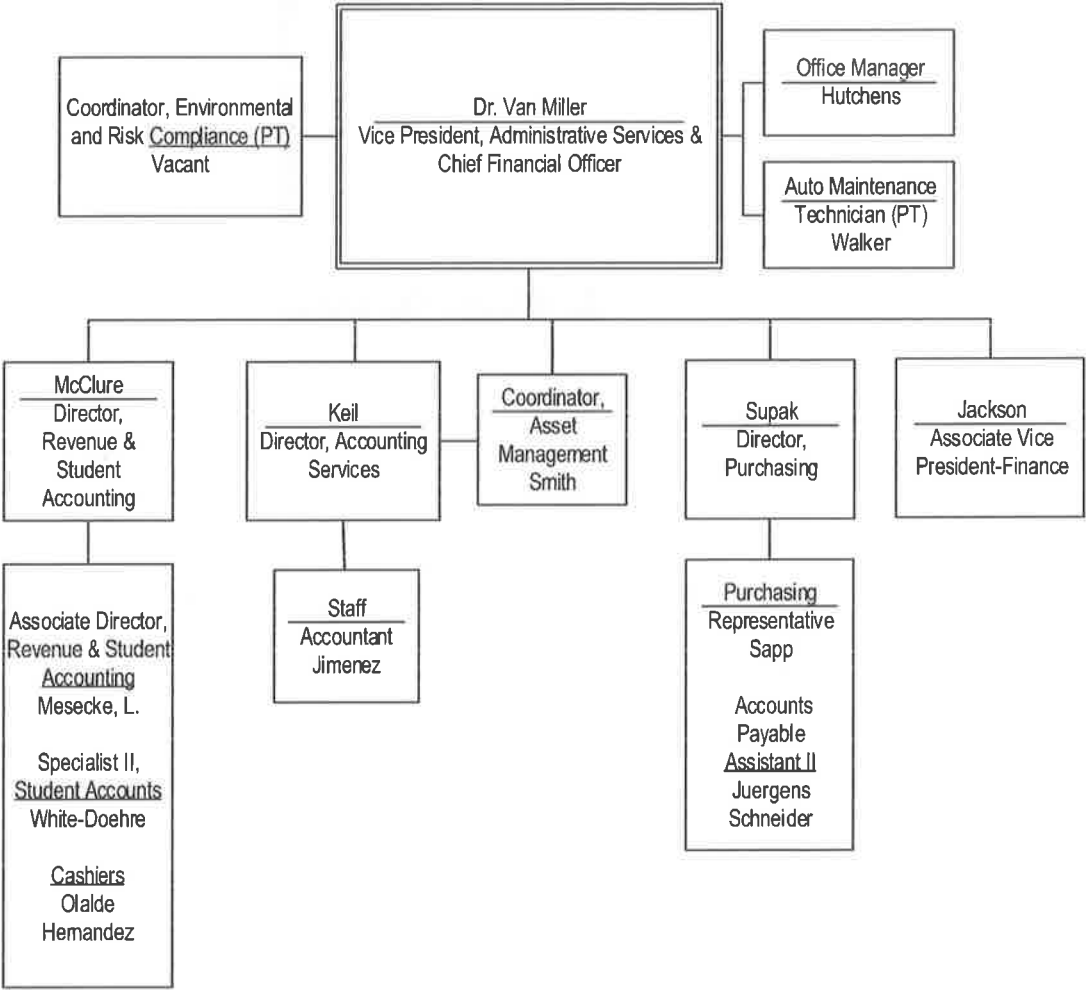 Coordinator, Environmental
and Risk Compliance (PT)
Vacant
Dr. Van Miller
Vice President, Administrative Services &
Chief Financial Officer
Office Manager
Hutchens
Auto Maintenance
Technician (PT)
Walker
McClure
Director,
Revenue &
Student
Accounting
Keil
Director, Accounting
Services
Coordinator,
Asset
Management
Smith
Supak
Director,
Purchasing
Jackson
Associate Vice
President-Finance
Associate Director,
Revenue & Student
Accounting
Mesecke, L.
Specialist II,
Student Accounts
White-Doehre
Cashiers
Olalde
Hernandez
Staff
Accountant
Jimenez
Purchasing
Representative
Sapp
Accounts
Payable
Assistant II
Juergens
Schneider